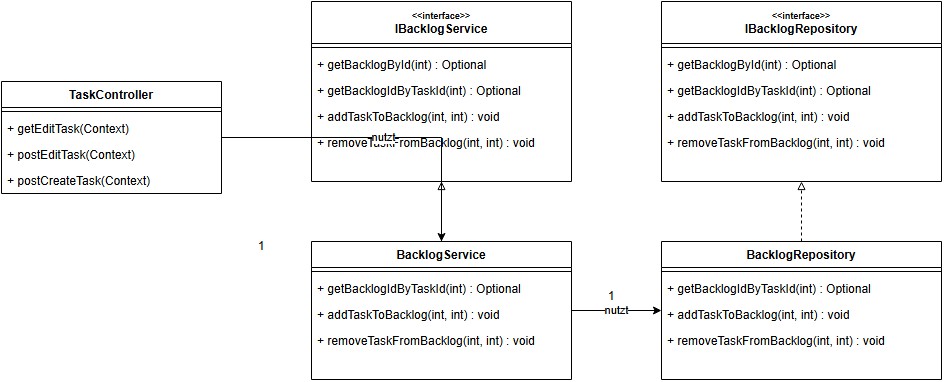 <<interface>>
IBacklogService
+ getBacklogById(int) : Optional
+ getBacklogIdByTaskId(int) : Optional
+ addTaskToBacklog(int, int) : void
+ removeTaskFromBacklog(int, int) : void
<<interface>>
IBacklogRepository
+ getBacklogById(int) : Optional
+ getBacklogIdByTaskId(int) : Optional
+ addTaskToBacklog(int, int) : void
+ removeTaskFromBacklog(int, int) : void
TaskController
+ getEditTask(Context)
+ postEditTask(Context)
+ postCreateTask(Context)
nutzt
1
BacklogService
+ getBacklogIdByTaskId(int) : Optional
+ addTaskToBacklog(int, int) : void
+ removeTaskFromBacklog(int, int) : void
1
nutzt
BacklogRepository
+ getBacklogIdByTaskId(int) : Optional
+ addTaskToBacklog(int, int) : void
+ removeTaskFromBacklog(int, int) : void